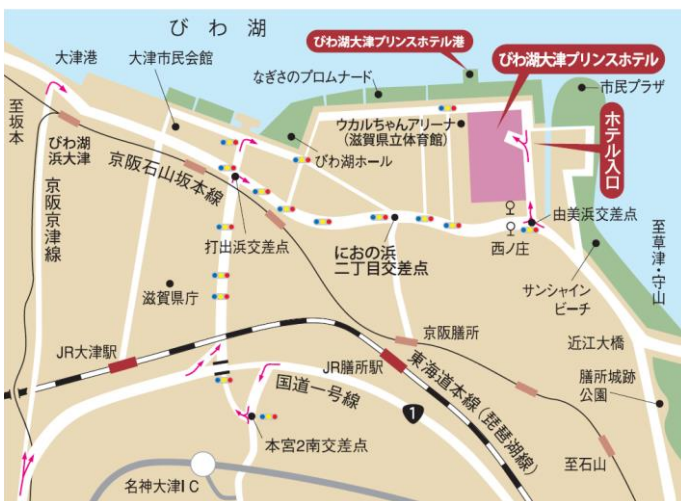 びわ湖
大津港
大津市民会館
なぎさのプロムナード
びわ湖大津プリンスホテル港
びわ湖大津プリンスホテル
市民プラザ
至坂本
びわ湖
浜大津
京阪石山坂本線
びわ湖ホール
ウカルちゃんアリーナ
（滋賀県立体育館）
ホテル入口
京阪京津線
打出浜交差点
におの浜
二丁目交差点
西ノ庄
由美浜交差点
至草津・守山
滋賀県庁
サンシャイン
ビーチ
JR大津駅
JR膳所駅
京阪膳所
近江大橋
国道一号線
東海道本線（琵琶湖線）
膳所城跡
公園
1
本宮2南交差点
至石山
名神大津IC